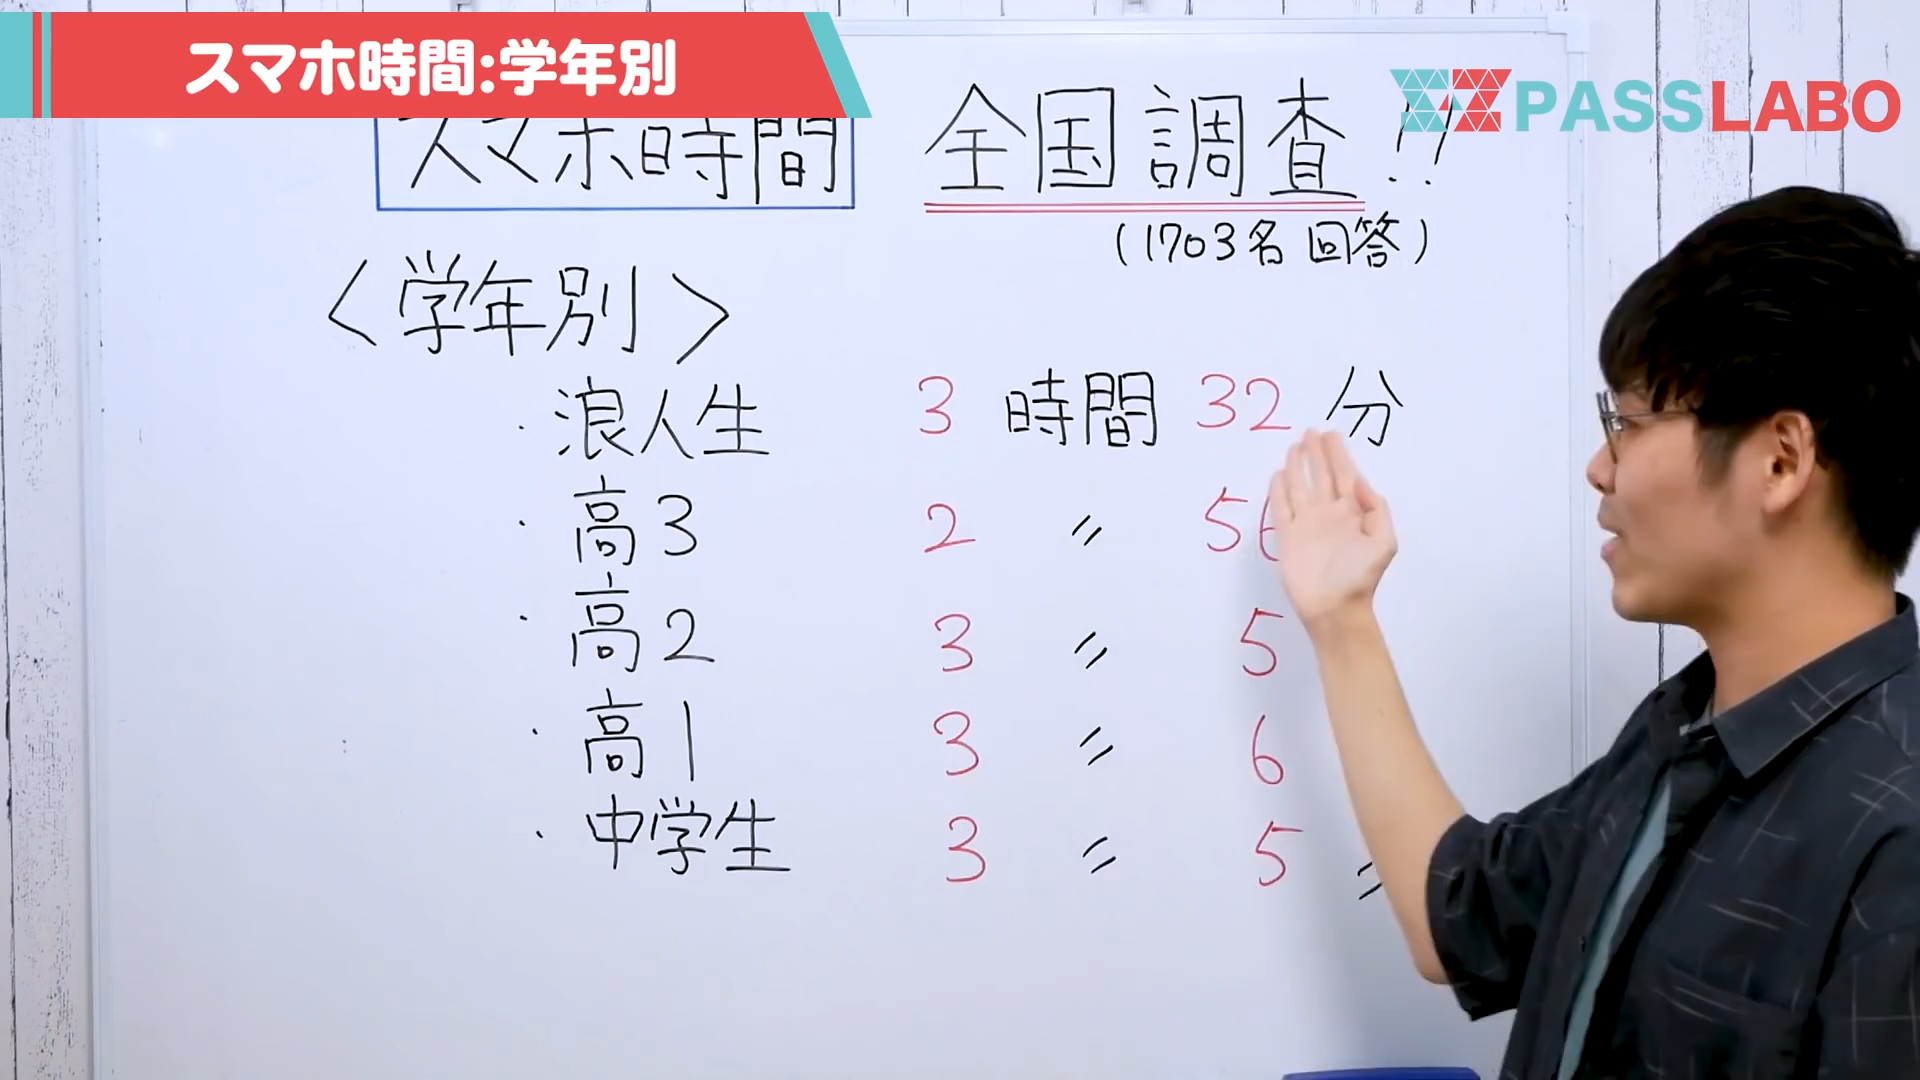 スマホ時間:学年別
PASSLABO
スマホ時間 全国調査!!
(1703名 回答)
<学年別>
・浪人生 3 時間 32 分
・高3 2 〃 5
・高2 3 〃 5
・高1 3 〃 6
・中学生 3 〃 5 〃